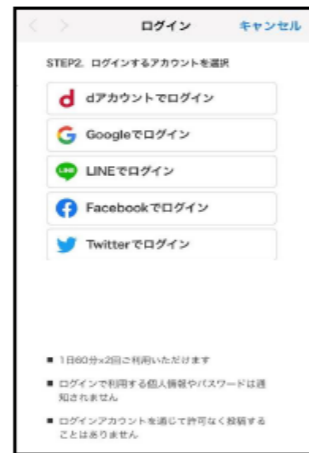 ログイン キャンセル
STEP2. ログインするアカウントを選択
dアカウントでログイン
Googleでログイン
LINEでログイン
Facebookでログイン
Twitterでログイン
■ 1日60分×2回ご利用いただけます
■ ログインで利用する個人情報やパスワードは通
知されません
■ ログインアカウントを通じて許可なく投稿する
ことはありません